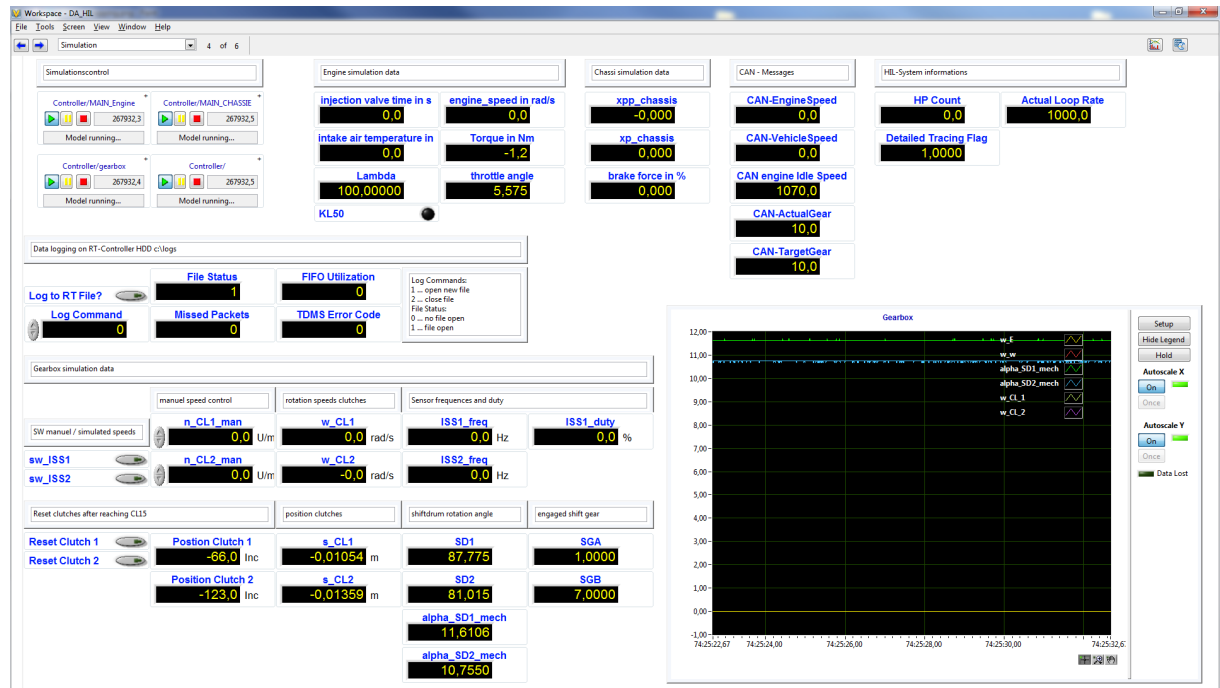 Workspace - DA_HIL
File Tools Screen View Window Help
Simulation 4 of 6
Simulationscontrol
Engine simulation data
Chassi simulation data
CAN - Messages
HIL-System informations
Controller/MAIN_Engine
267932,3
Model running...
Controller/MAIN_CHASSIE
267932,5
Model running...
Controller/gearbox
267932,4
Model running...
Controller/
267932,5
Model running...
injection valve time in s
0,0
engine_speed in rad/s
0,0
intake air temperature in
0,0
Torque in Nm
-1,2
Lambda
100,00000
throttle angle
5,575
KL50
xpp_chassis
-0,000
xp_chassis
0,000
brake force in %
0,000
CAN-EngineSpeed
0,0
CAN-VehicleSpeed
0,0
CAN engine Idle Speed
1070,0
CAN-ActualGear
10,0
CAN-TargetGear
10,0
HP Count
0,0
Actual Loop Rate
1000,0
Detailed Tracing Flag
1,0000
Data logging on RT-Controller HDD c:\logs
Log to RT File?
File Status
1
FIFO Utilization
0
Log Command
0
Missed Packets
0
TDMS Error Code
0
Log Commands:
1 ... open new file
2 ... close file
File Status:
0 ... no file open
1 ... file open
Gearbox simulation data
manuel speed control
rotation speeds clutches
Sensor frequences and duty
SW manuel / simulated speeds
n_CL1_man
0,0 U/m
w_CL1
0,0 rad/s
ISS1_freq
0,0 Hz
ISS1_duty
0,0 %
sw_ISS1
sw_ISS2
n_CL2_man
0,0 U/m
w_CL2
-0,0 rad/s
ISS2_freq
0,0 Hz
Reset clutches after reaching CL15
position clutches
shiftdrum rotation angle
engaged shift gear
Reset Clutch 1
Reset Clutch 2
Postion Clutch 1
-66,0 Inc
s_CL1
-0,01054 m
SD1
87,775
SGA
1,0000
Position Clutch 2
-123,0 Inc
s_CL2
-0,01359 m
SD2
81,015
SGB
7,0000
alpha_SD1_mech
11,6106
alpha_SD2_mech
10,7550
Gearbox
12,00
11,00
10,00
9,00
8,00
7,00
6,00
5,00
4,00
3,00
2,00
1,00
0,00
-1,00
74:25:22,67 74:25:24,00 74:25:26,00 74:25:28,00 74:25:30,00 74:25:32,6
w_E
w_w
alpha_SD1_mech
alpha_SD2_mech
w_CL_1
w_CL_2
Setup
Hide Legend
Hold
Autoscale X
On
Once
Autoscale Y
On
Once
Data Lost